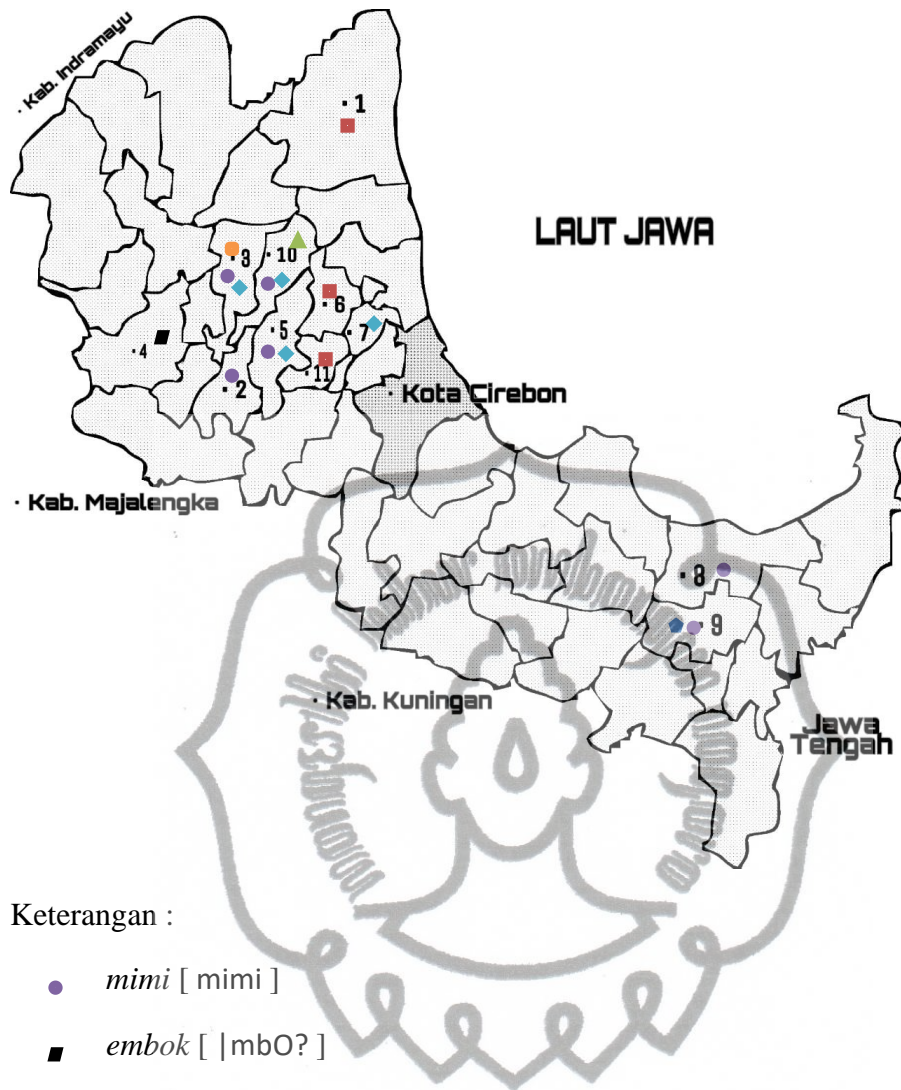 · Kab. Indramayu
· 1
LAUT JAWA
· 3
· 10
· 6
· 5
· 7
· 4
· 11
· 2
· Kota Cirebon
· Kab. Majalengka
· 8
· 9
· Kab. Kuningan
Jawa
Tengah
Keterangan :
mimi [ mimi ]
embok [ |mbO? ]